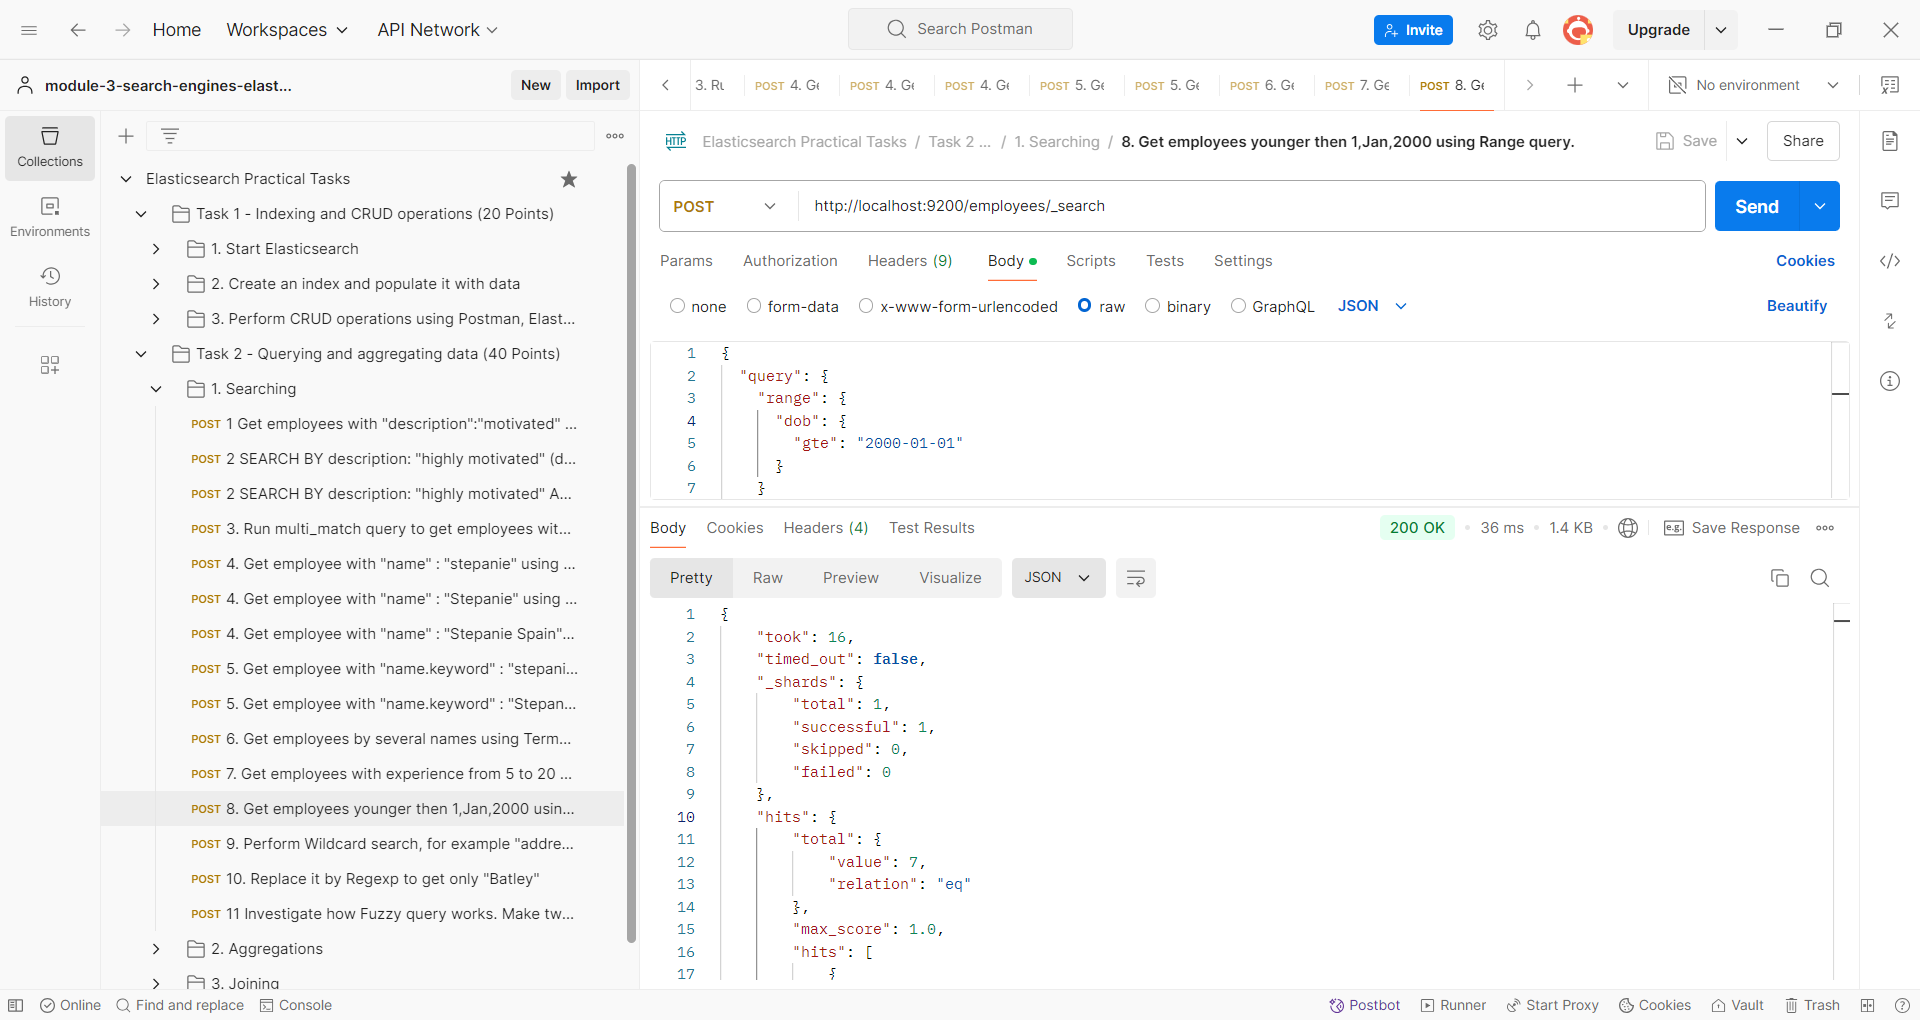 Home
Workspaces
API Network
Search Postman
Invite
Upgrade
module-3-search-engines-elast...
New
Import
3. Ru
POST 4. Ge
POST 4. Ge
POST 4. Ge
POST 5. Ge
POST 5. Ge
POST 6. Ge
POST 7. Ge
POST 8. Ge
No environment
Collections
Environments
History
Elasticsearch Practical Tasks
Task 1 - Indexing and CRUD operations (20 Points)
1. Start Elasticsearch
2. Create an index and populate it with data
3. Perform CRUD operations using Postman, Elast...
Task 2 - Querying and aggregating data (40 Points)
1. Searching
POST 1 Get employees with "description":"motivated" ...
POST 2 SEARCH BY description: "highly motivated" (d...
POST 2 SEARCH BY description: "highly motivated" A...
POST 3. Run multi_match query to get employees wit...
POST 4. Get employee with "name" : "stepanie" using ...
POST 4. Get employee with "name" : "Stepanie" using ...
POST 4. Get employee with "name" : "Stepanie Spain"...
POST 5. Get employee with "name.keyword" : "stepani...
POST 5. Get employee with "name.keyword" : "Stepan...
POST 6. Get employees by several names using Term...
POST 7. Get employees with experience from 5 to 20 ...
POST 8. Get employees younger then 1,Jan,2000 usin...
POST 9. Perform Wildcard search, for example "addre...
POST 10. Replace it by Regexp to get only "Batley"
POST 11 Investigate how Fuzzy query works. Make tw...
2. Aggregations
3. Joining
HTTP Elasticsearch Practical Tasks / Task 2 ... / 1. Searching / 8. Get employees younger then 1,Jan,2000 using Range query.
Save
Share
POST
http://localhost:9200/employees/_search
Send
Params
Authorization
Headers (9)
Body
Scripts
Tests
Settings
Cookies
none
form-data
x-www-form-urlencoded
raw
binary
GraphQL
JSON
Beautify
1 {
2 "query": {
3 "range": {
4 "dob": {
5 "gte": "2000-01-01"
6 }
7 }
Body
Cookies
Headers (4)
Test Results
200 OK
36 ms
1.4 KB
e.g. Save Response
Pretty
Raw
Preview
Visualize
JSON
1 {
2 "took": 16,
3 "timed_out": false,
4 "_shards": {
5 "total": 1,
6 "successful": 1,
7 "skipped": 0,
8 "failed": 0
9 },
10 "hits": {
11 "total": {
12 "value": 7,
13 "relation": "eq"
14 },
15 "max_score": 1.0,
16 "hits": [
17 {
Online
Find and replace
Console
Postbot
Runner
Start Proxy
Cookies
Vault
Trash